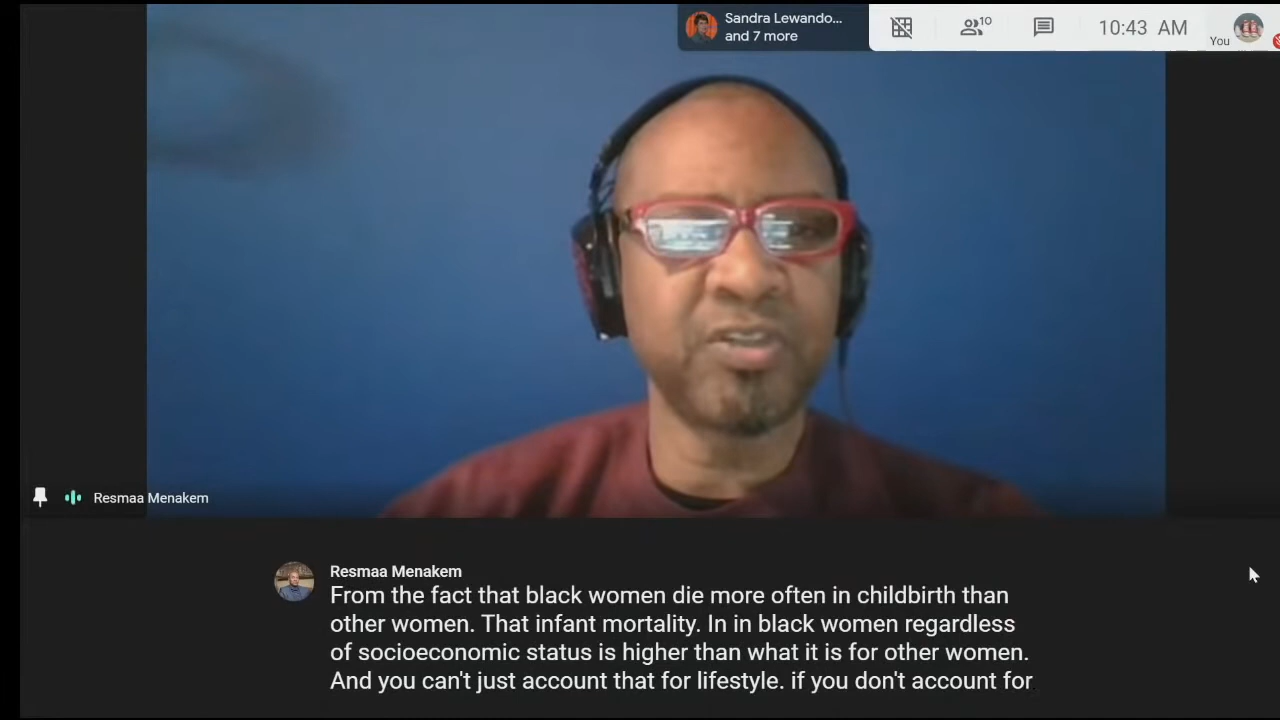 Sandra Lewando...
and 7 more
10
10:43 AM
You
Resmaa Menakem
Resmaa Menakem
From the fact that black women die more often in childbirth than
other women. That infant mortality. In in black women regardless
of socioeconomic status is higher than what it is for other women.
And you can't just account that for lifestyle. if you don't account for